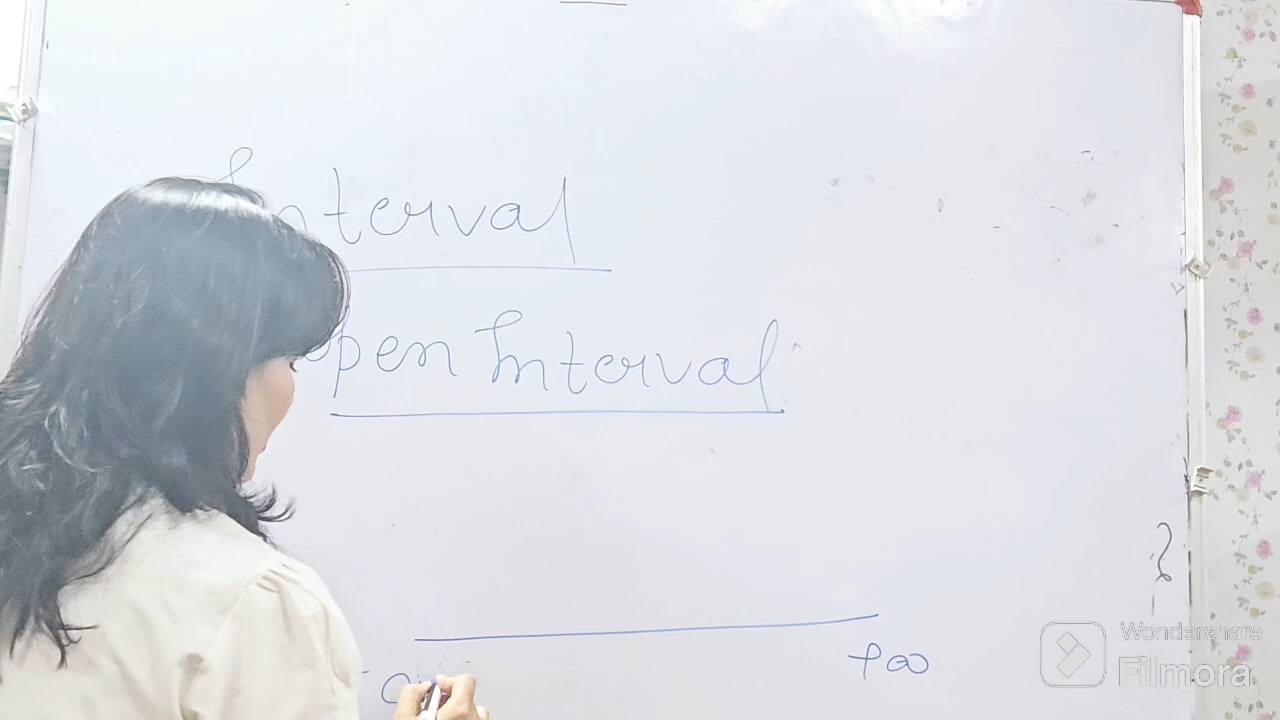 Interval
open Interval
+∞
Wondershare
Filmora